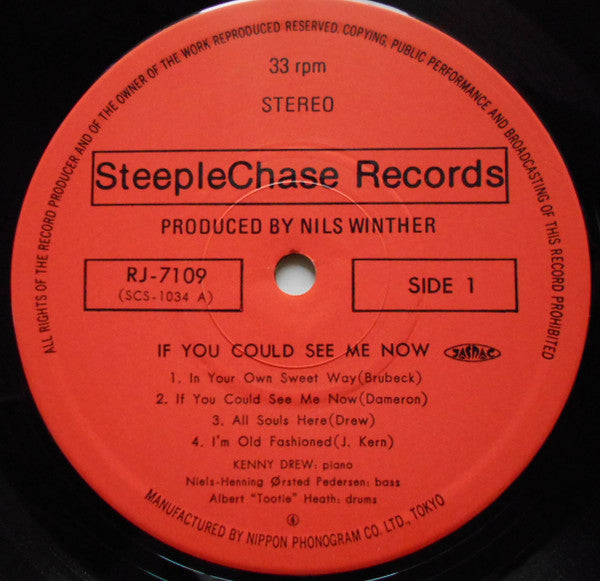 ALL RIGHTS OF THE RECORD PRODUCER AND OF THE OWNER OF THE WORK REPRODUCED RESERVED. COPYING, PUBLIC PERFORMANCE AND BROADCASTING OF THIS RECORD PROHIBITED
33 rpm
STEREO
SteepleChase Records
PRODUCED BY NILS WINTHER
RJ-7109
(SCS-1034 A)
SIDE 1
IF YOU COULD SEE ME NOW JASRAC
1. In Your Own Sweet Way(Brubeck)
2. If You Could See Me Now(Dameron)
3. All Souls Here(Drew)
4. I'm Old Fashioned(J. Kern)
KENNY DREW: piano
Niels-Henning Ørsted Pedersen: bass
Albert "Tootie" Heath: drums
④
MANUFACTURED BY NIPPON PHONOGRAM CO. LTD., TOKYO